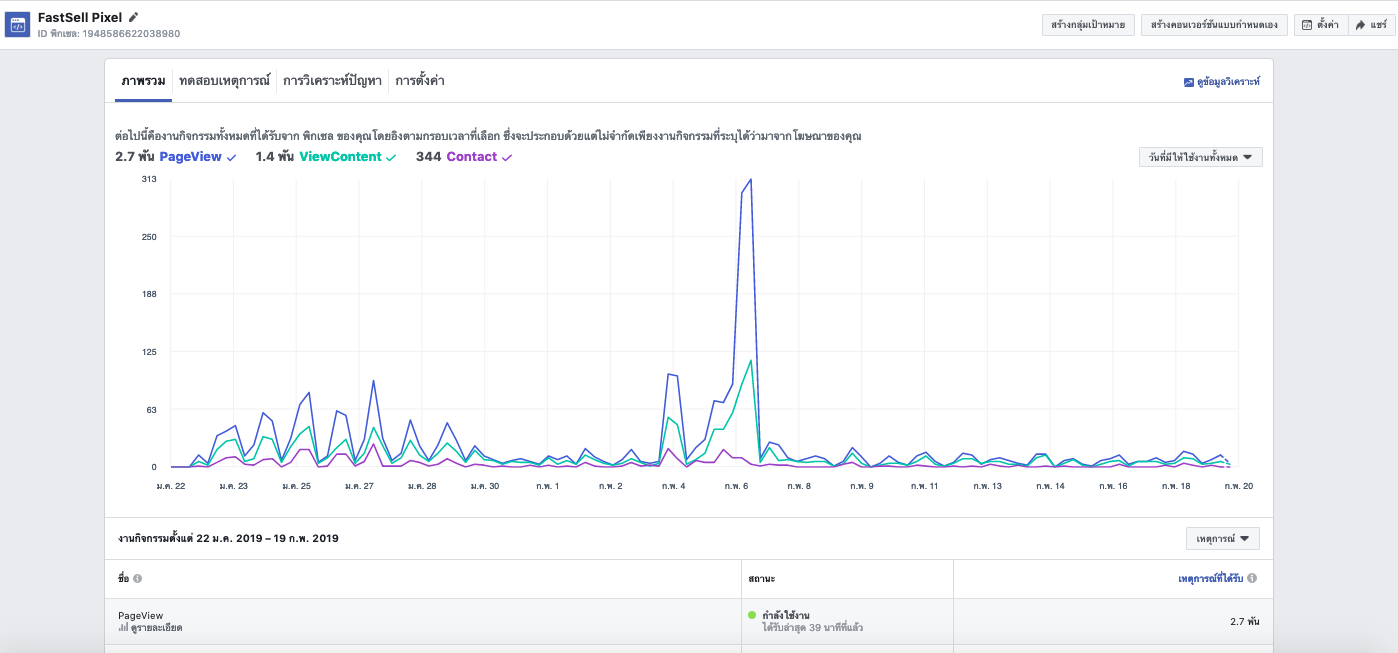 FastSell Pixel
ID พิกเซล: 1948586622038980
สร้างกลุ่มเป้าหมาย สร้างคอนเวอร์ชันแบบกำหนดเอง ตั้งค่า แชร์
ภาพรวม ทดสอบเหตุการณ์ การวิเคราะห์ปัญหา การตั้งค่า
ดูข้อมูลวิเคราะห์
ต่อไปนี้คืองานกิจกรรมทั้งหมดที่ได้รับจาก พิกเซล ของคุณโดยอิงตามกรอบเวลาที่เลือก ซึ่งจะประกอบด้วยแต่ไม่จำกัดเพียงงานกิจกรรมที่ระบุได้ว่ามาจากโฆษณาของคุณ
2.7 พัน PageView 1.4 พัน ViewContent 344 Contact
วันที่มีให้ใช้งานทั้งหมด
313
250
188
125
63
0
ม.ค. 22 ม.ค. 23 ม.ค. 25 ม.ค. 27 ม.ค. 28 ม.ค. 30 ก.พ. 1 ก.พ. 2 ก.พ. 4 ก.พ. 6 ก.พ. 8 ก.พ. 9 ก.พ. 11 ก.พ. 13 ก.พ. 14 ก.พ. 16 ก.พ. 18 ก.พ. 20
งานกิจกรรมตั้งแต่ 22 ม.ค. 2019 – 19 ก.พ. 2019
เหตุการณ์
ชื่อ สถานะ เหตุการณ์ที่ได้รับ
PageView
ดูรายละเอียด
กำลังใช้งาน
ได้รับล่าสุด 39 นาทีที่แล้ว
2.7 พัน